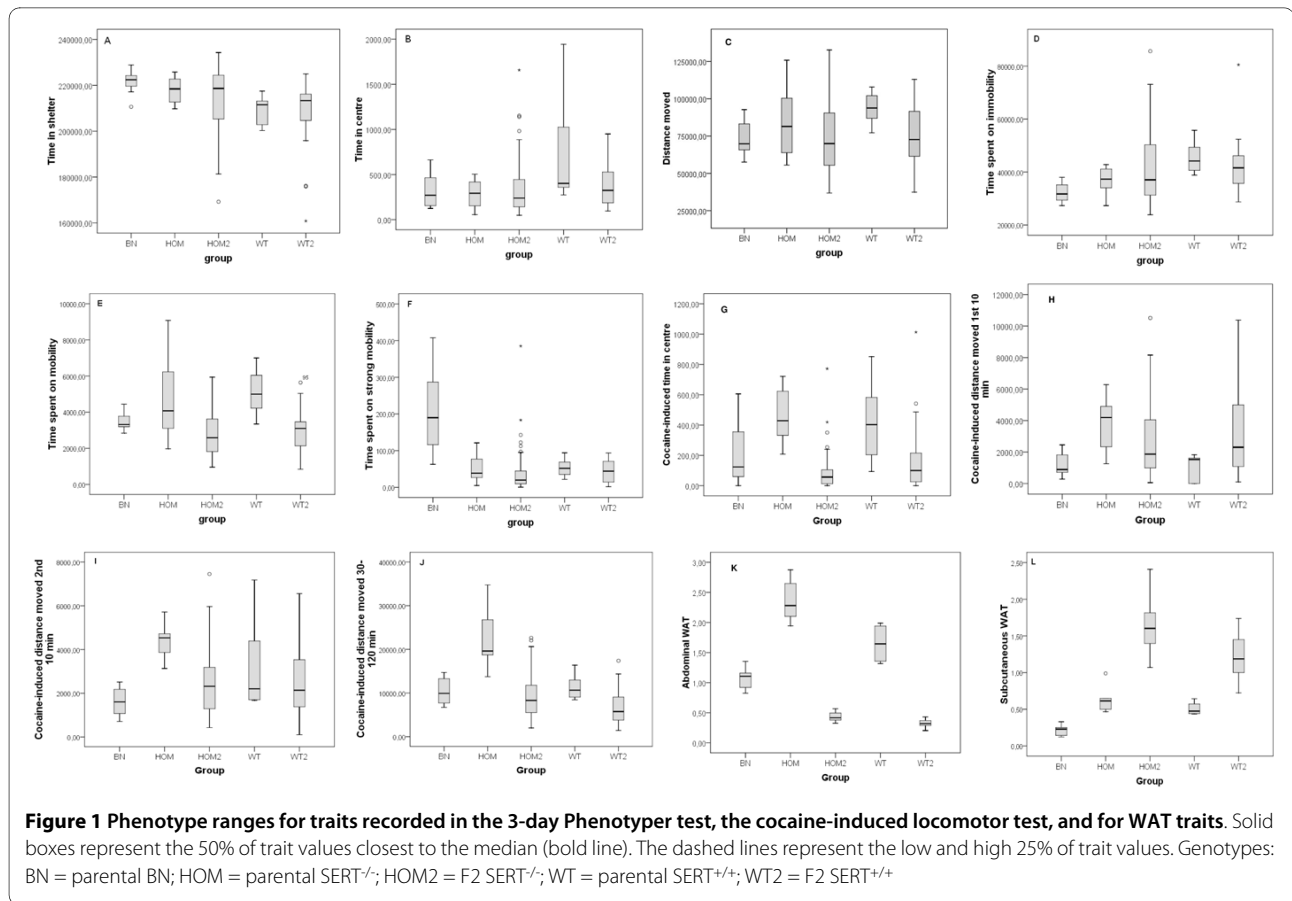 A
Time in shelter
240000,00
220000,00
200000,00
180000,00
160000,00
BN HOM HOM2 WT WT2
group
B
Time in centre
2000,00
1500,00
1000,00
500,00
0,00
BN HOM HOM2 WT WT2
group
C
Distance moved
125000,00
100000,00
75000,00
50000,00
25000,00
BN HOM HOM2 WT WT2
group
D
Time spent on immobility
80000,00
60000,00
40000,00
20000,00
BN HOM HOM2 WT WT2
group
E
Time spent on mobility
10000,00
8000,00
6000,00
4000,00
2000,00
0,00
BN HOM HOM2 WT WT2
group
F
Time spent on strong mobility
500,00
400,00
300,00
200,00
100,00
0,00
BN HOM HOM2 WT WT2
group
G
Cocaine-induced time in centre
1200,00
1000,00
800,00
600,00
400,00
200,00
0,00
BN HOM HOM2 WT WT2
Group
H
Cocaine-induced distance moved 1st 10
min
12000,00
10000,00
8000,00
6000,00
4000,00
2000,00
0,00
BN HOM HOM2 WT WT2
Group
I
Cocaine-induced distance moved 2nd
10 min
8000,00
6000,00
4000,00
2000,00
0,00
BN HOM HOM2 WT WT2
Group
J
Cocaine-induced distance moved 30-
120 min
40000,00
30000,00
20000,00
10000,00
0,00
BN HOM HOM2 WT WT2
Group
K
Abdominal WAT
3,00
2,50
2,00
1,50
1,00
0,50
0,00
BN HOM HOM2 WT WT2
Group
L
Subcutaneous WAT
2,50
2,00
1,50
1,00
0,50
0,00
BN HOM HOM2 WT WT2
Group
Figure 1 Phenotype ranges for traits recorded in the 3-day Phenotyper test, the cocaine-induced locomotor test, and for WAT traits. Solid
boxes represent the 50% of trait values closest to the median (bold line). The dashed lines represent the low and high 25% of trait values. Genotypes:
BN = parental BN; HOM = parental SERT-/-; HOM2 = F2 SERT-/-; WT = parental SERT+/+; WT2 = F2 SERT+/+